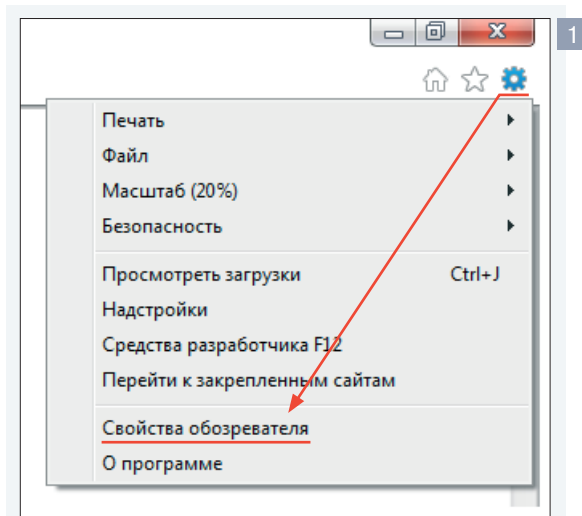 1
Печать
Файл
Масштаб (20%)
Безопасность
Просмотреть загрузки Ctrl+J
Надстройки
Средства разработчика F12
Перейти к закрепленным сайтам
Свойства обозревателя
О программе